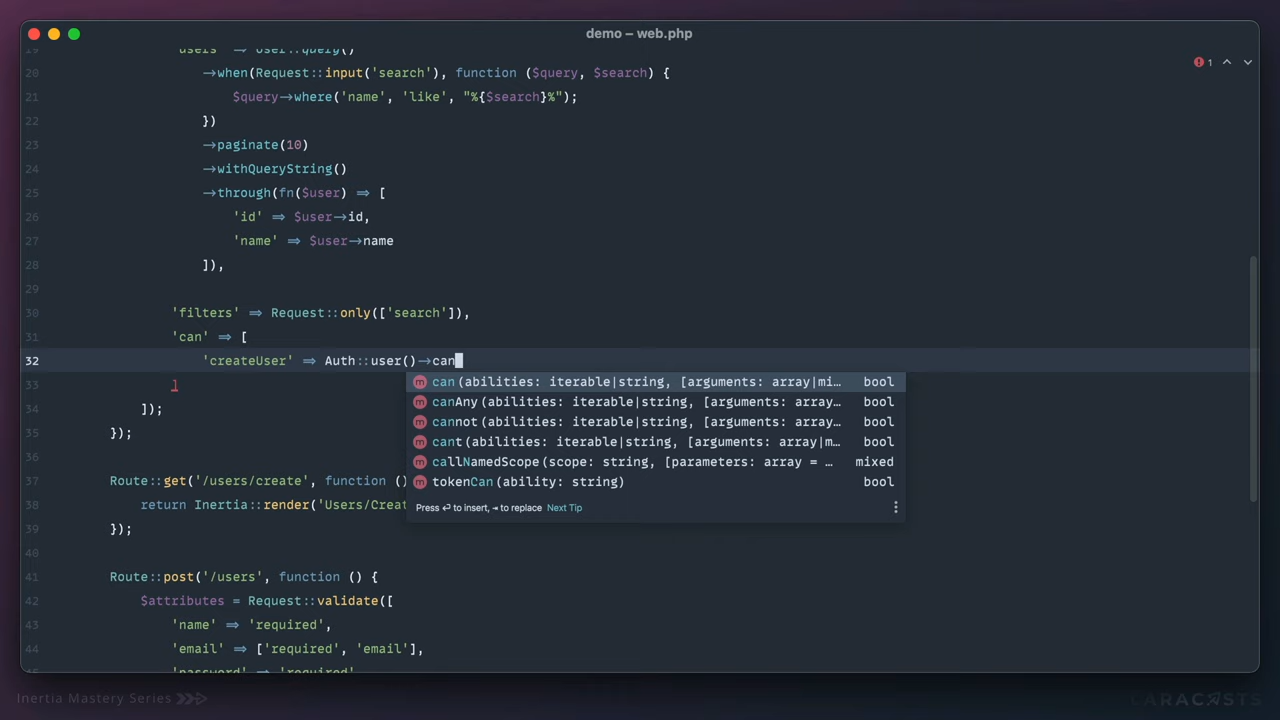 demo – web.php
1
19 'users' => User::query()
20 ->when(Request::input('search'), function ($query, $search) {
21 $query->where('name', 'like', "%{$search}%");
22 })
23 ->paginate(10)
24 ->withQueryString()
25 ->through(fn($user) => [
26 'id' => $user->id,
27 'name' => $user->name
28 ]),
29
30 'filters' => Request::only(['search']),
31 'can' => [
32 'createUser' => Auth::user()->can
33 ]
can(abilities: iterable|string, [arguments: array|mi… bool
canAny(abilities: iterable|string, [arguments: array… bool
cannot(abilities: iterable|string, [arguments: array… bool
cant(abilities: iterable|string, [arguments: array|m… bool
callNamedScope(scope: string, [parameters: array = … mixed
tokenCan(ability: string) bool
Press ⏎ to insert, ⇥ to replace Next Tip
34 ]);
35 });
36
37 Route::get('/users/create', function ()
38 return Inertia::render('Users/Crea
39 });
40
41 Route::post('/users', function () {
42 $attributes = Request::validate([
43 'name' => 'required',
44 'email' => ['required', 'email'],
45 'password' => 'required',
Inertia Mastery Series
LARACASTS